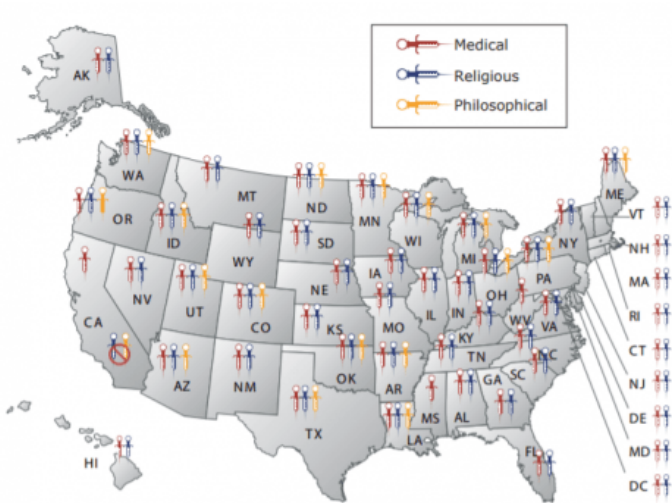 Medical
Religious
Philosophical
AK
WA
MT
ND
MN
ME
VT
OR
ID
SD
WI
MI
NY
NH
WY
IA
PA
MA
NV
NE
OH
RI
UT
IL
IN
CA
CO
KS
MO
WV
VA
CT
KY
NJ
AZ
NM
OK
AR
TN
NC
SC
DE
TX
MS
AL
GA
LA
MD
HI
FL
DC